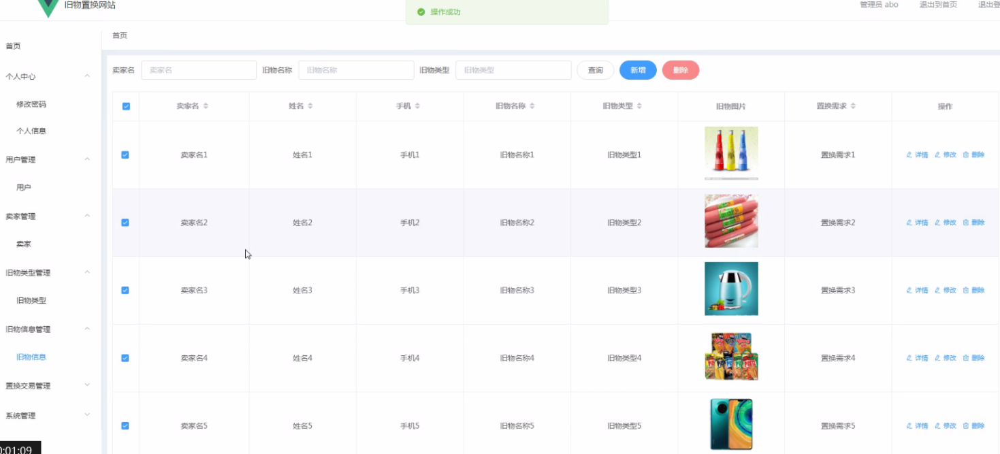 旧物置换网站
操作成功
管理员 abo
退出到首页
退出登
首页
首页
个人中心
修改密码
个人信息
用户管理
用户
卖家管理
卖家
旧物类型管理
旧物类型
旧物信息管理
旧物信息
置换交易管理
系统管理
卖家名 卖家名 旧物名称 旧物名称 旧物类型 旧物类型 查询 新增 删除
卖家名 姓名 手机 旧物名称 旧物类型 旧物图片 置换需求 操作
卖家名1 姓名1 手机1 旧物名称1 旧物类型1 置换需求1 详情 修改 删除
卖家名2 姓名2 手机2 旧物名称2 旧物类型2 置换需求2 详情 修改 删除
卖家名3 姓名3 手机3 旧物名称3 旧物类型3 置换需求3 详情 修改 删除
卖家名4 姓名4 手机4 旧物名称4 旧物类型4 置换需求4 详情 修改 删除
卖家名5 姓名5 手机5 旧物名称5 旧物类型5 置换需求5 详情 修改 删除
0:01:09